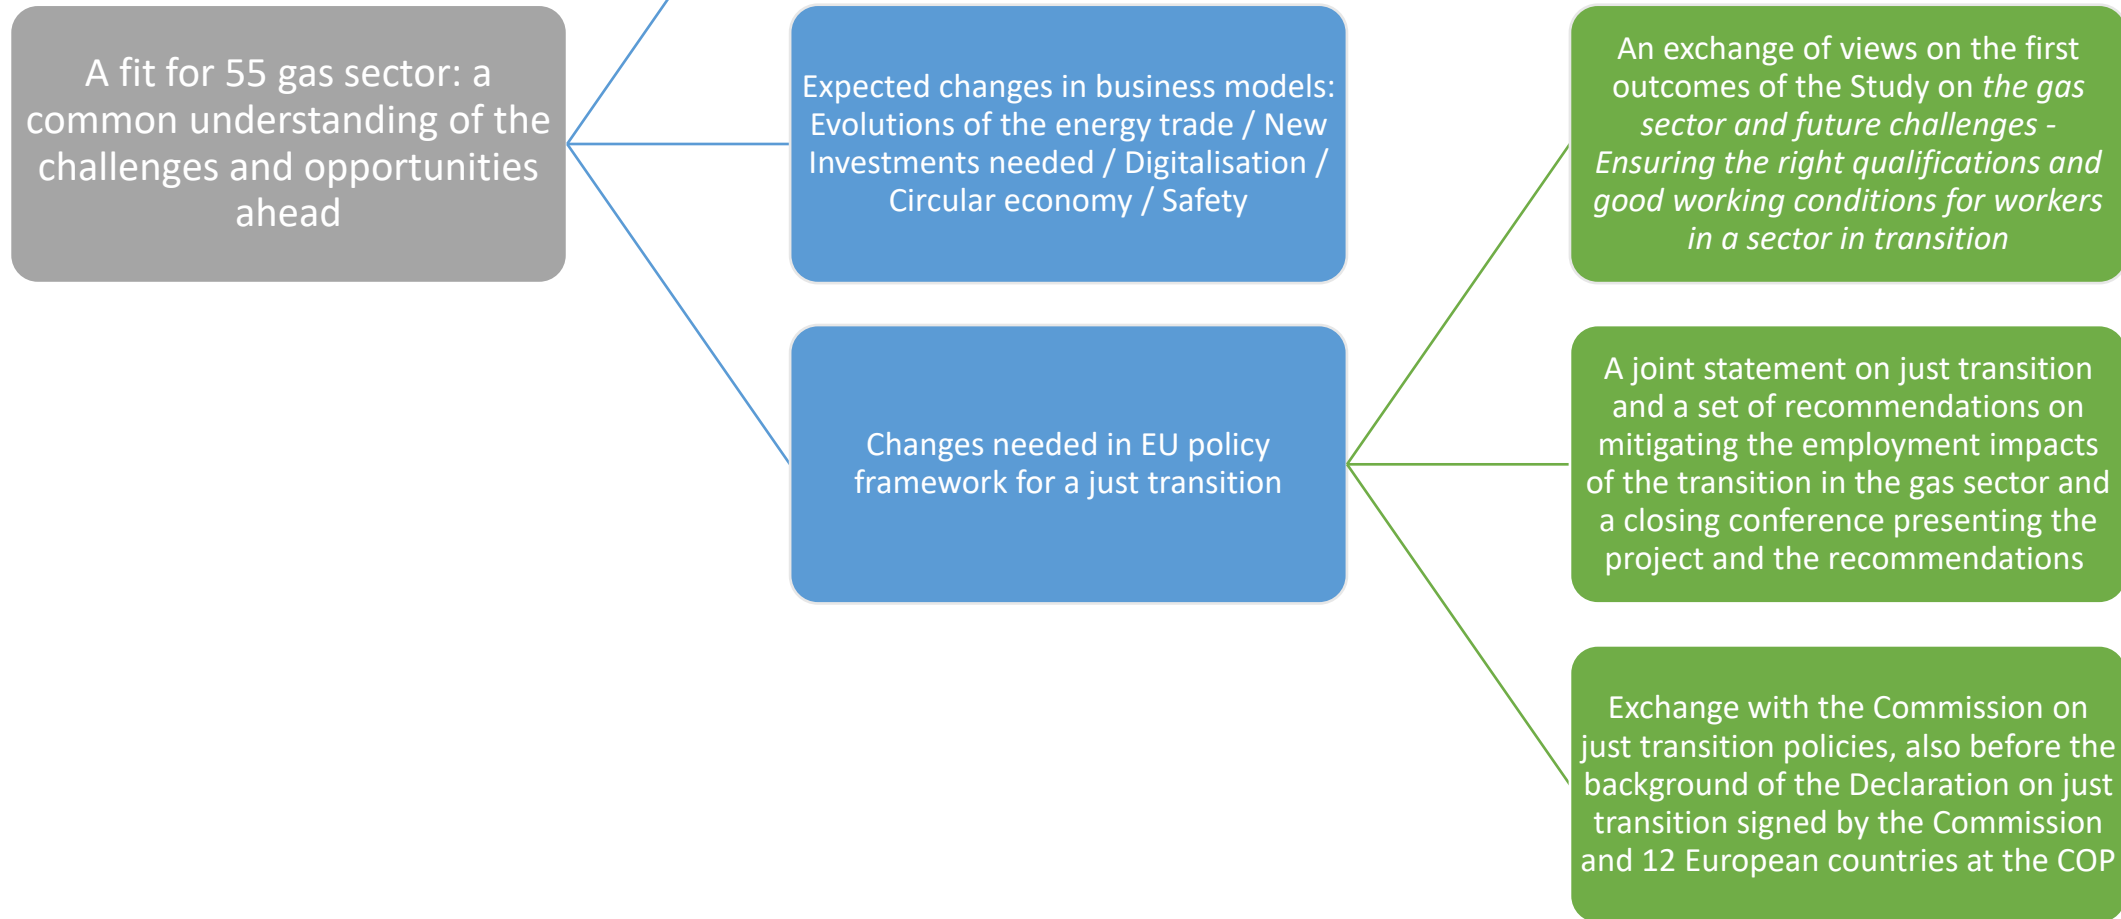 A fit for 55 gas sector: a
common understanding of the
challenges and opportunities
ahead
Expected changes in business models:
Evolutions of the energy trade / New
Investments needed / Digitalisation /
Circular economy / Safety
Changes needed in EU policy
framework for a just transition
An exchange of views on the first
outcomes of the Study on the gas
sector and future challenges -
Ensuring the right qualifications and
good working conditions for workers
in a sector in transition
A joint statement on just transition
and a set of recommendations on
mitigating the employment impacts
of the transition in the gas sector and
a closing conference presenting the
project and the recommendations
Exchange with the Commission on
just transition policies, also before the
background of the Declaration on just
transition signed by the Commission
and 12 European countries at the COP